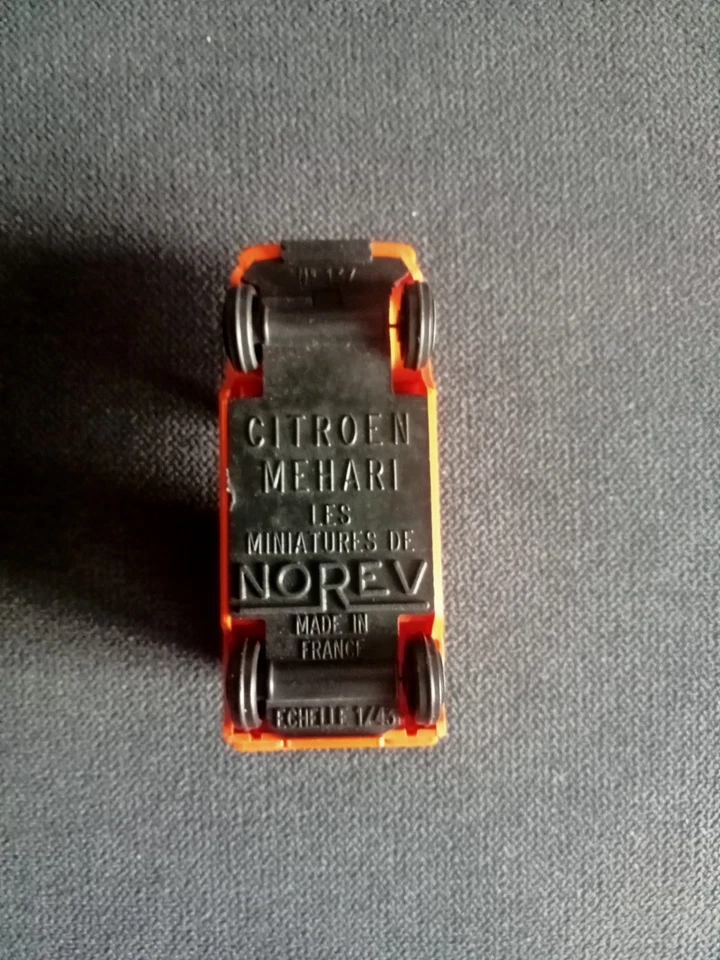 CITROEN
MEHARI
LES
MINIATURES DE
NOREV
MADE IN
FRANCE
ECHELLE 1/43